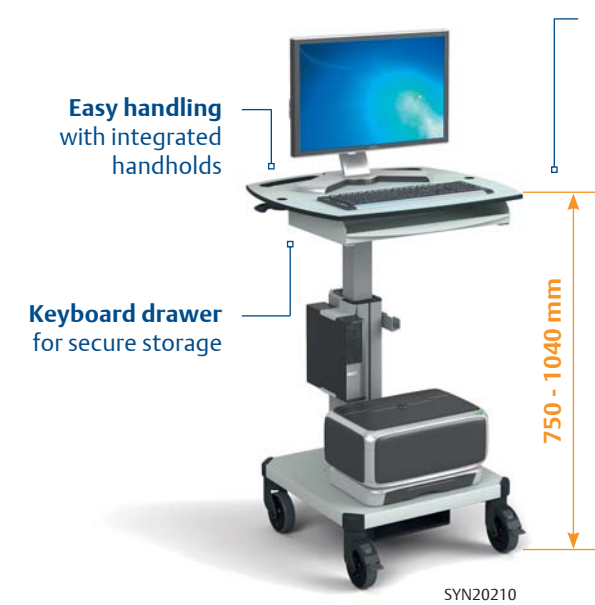 Easy handling
with integrated
handholds
Keyboard drawer
for secure storage
750 - 1040 mm
SYN20210